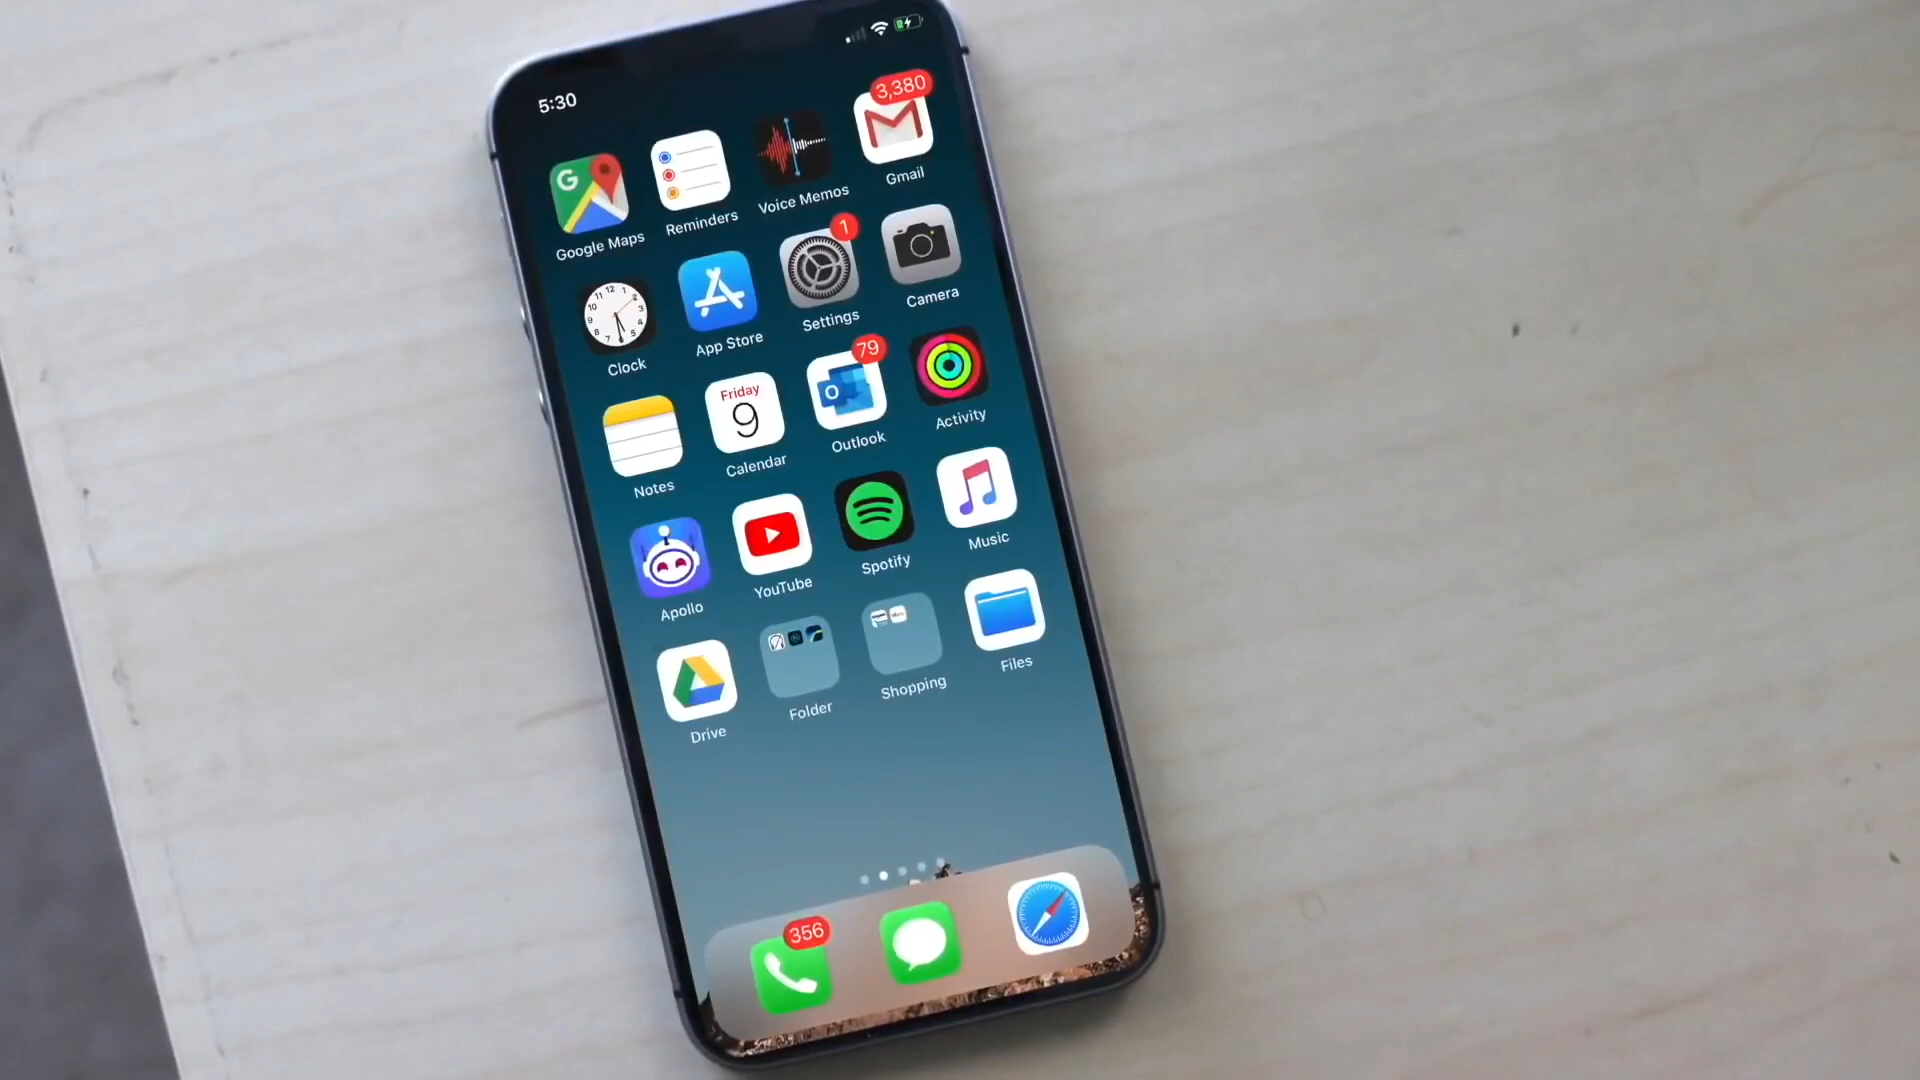 5:30
3,380
Google Maps
Reminders
Voice Memos
Gmail
1
Clock
App Store
Settings
Camera
Friday
9
79
Notes
Calendar
Outlook
Activity
Apollo
YouTube
Spotify
Music
Drive
Folder
Shopping
Files
356